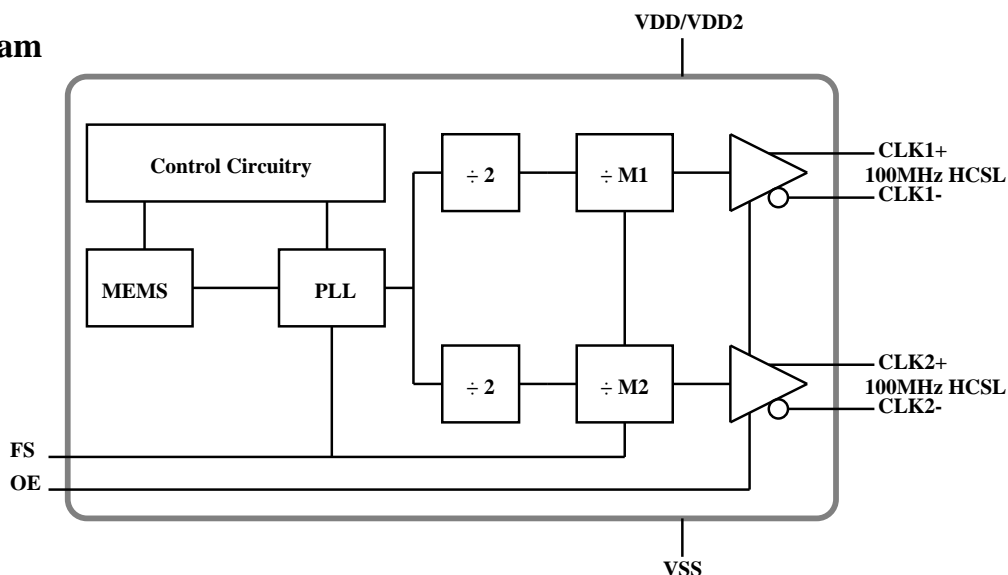 VDD/VDD2
am
Control Circuitry
÷ 2
÷ M1
CLK1+
100MHz HCSL
CLK1-
MEMS
PLL
÷ 2
÷ M2
CLK2+
100MHz HCSL
CLK2-
FS
OE
VSS